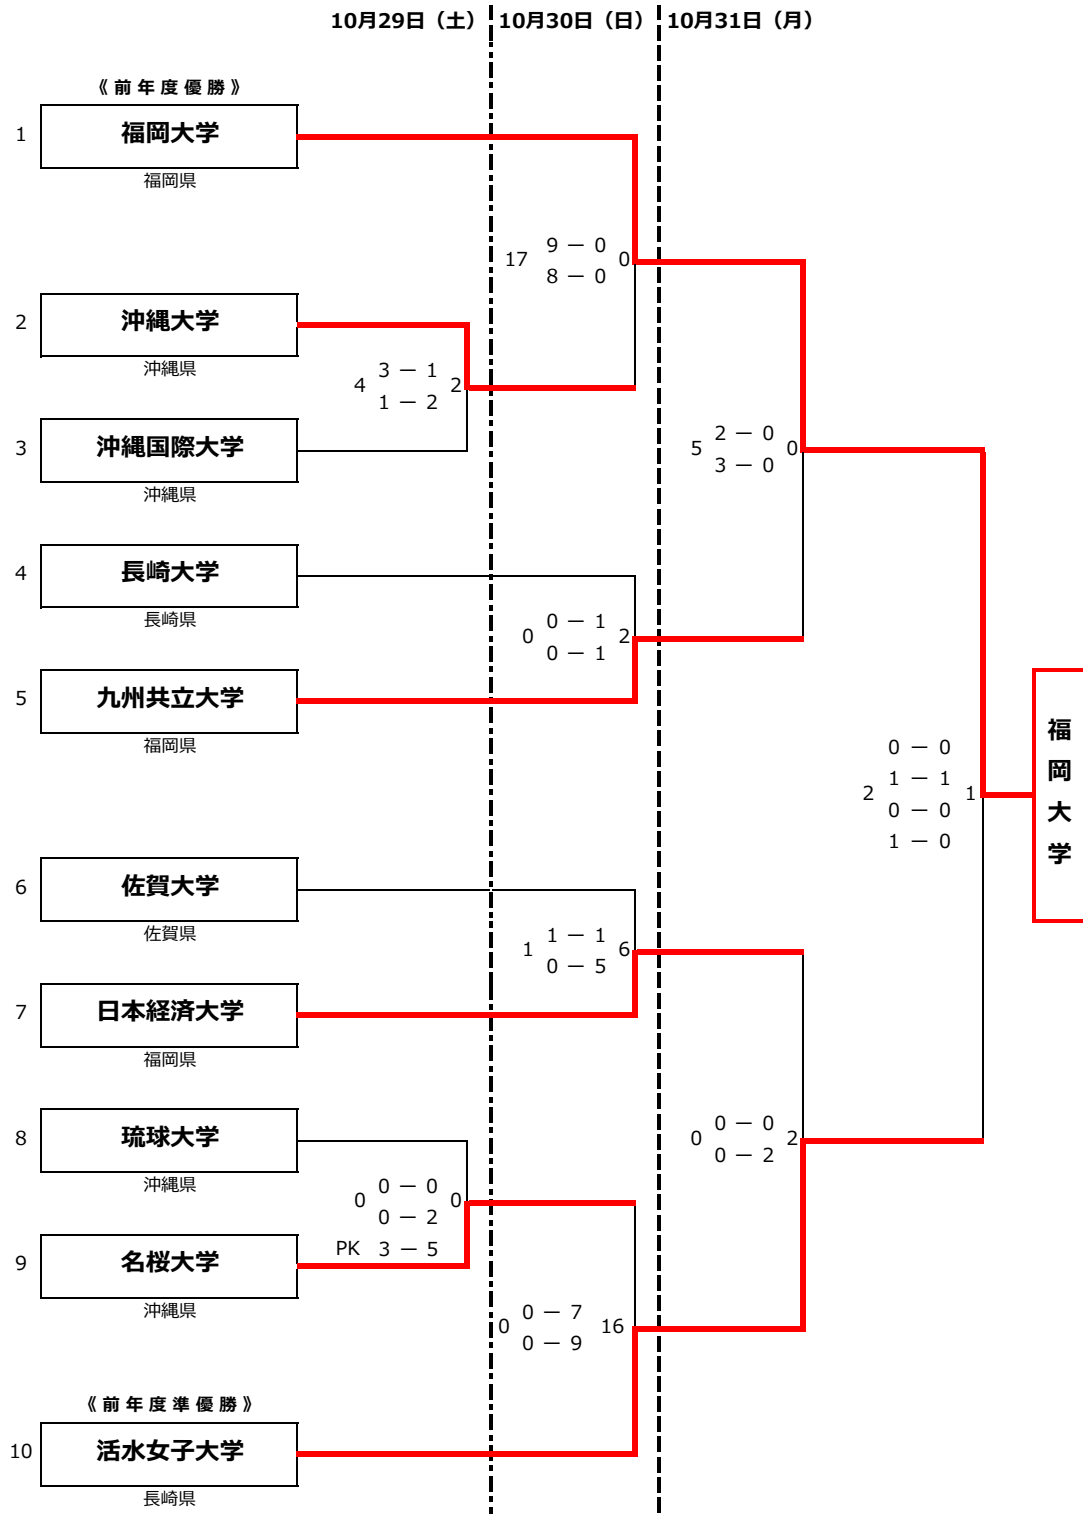 10月29日（土） 10月30日（日） 10月31日（月）
《 前 年 度 優 勝 》
1 福岡大学
福岡県
17 9 － 0 0
8 － 0
2 沖縄大学
沖縄県
4 3 － 1 2
1 － 2
3 沖縄国際大学
沖縄県
5 2 － 0 0
3 － 0
4 長崎大学
長崎県
0 0 － 1 2
0 － 1
5 九州共立大学
福岡県
福岡大学
0 － 0
1 － 1
2 1
0 － 0
1 － 0
6 佐賀大学
佐賀県
1 1 － 1 6
0 － 5
7 日本経済大学
福岡県
8 琉球大学
沖縄県
0 0 － 0 2
0 － 2
0 0 － 0 0
0 － 2
PK 3 － 5
9 名桜大学
沖縄県
0 0 － 7 16
0 － 9
《 前 年 度 準 優 勝 》
10 活水女子大学
長崎県